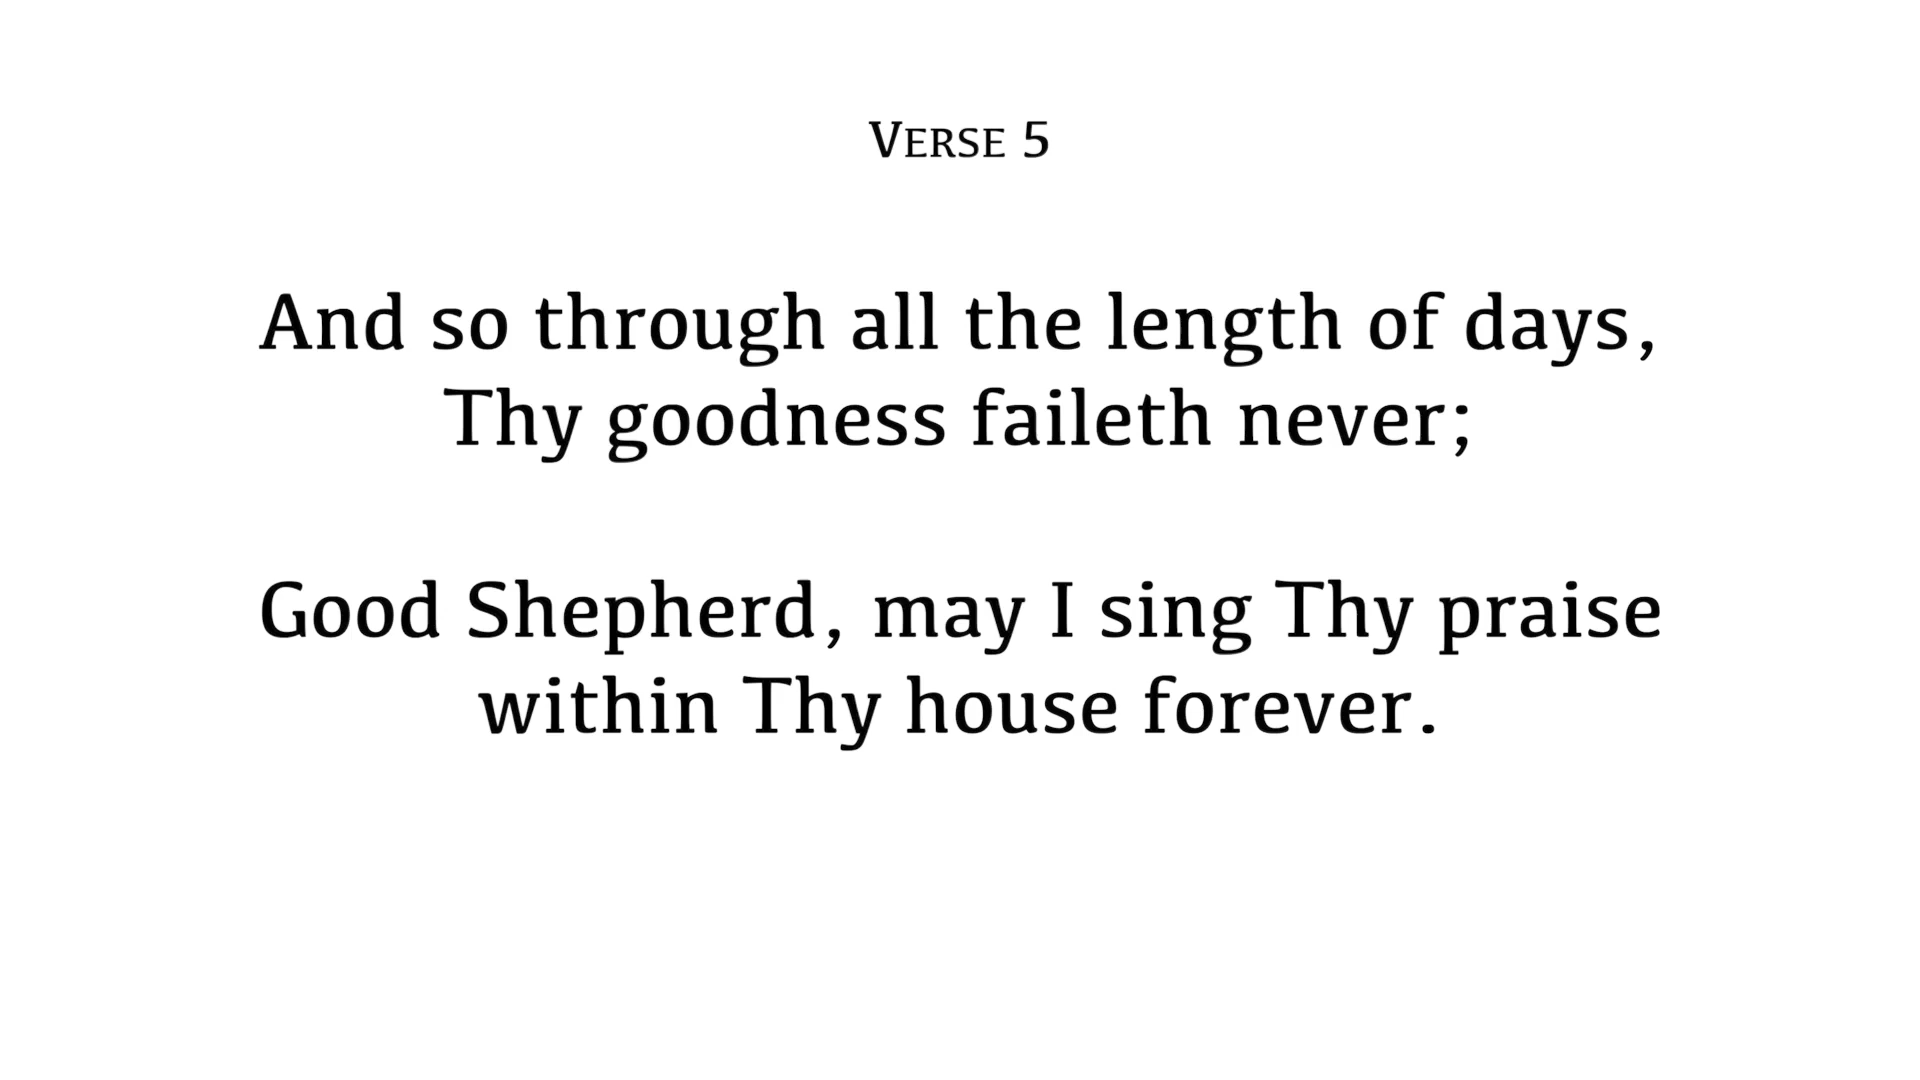 Verse 5
And so through all the length of days,
Thy goodness faileth never;
Good Shepherd, may I sing Thy praise
within Thy house forever.